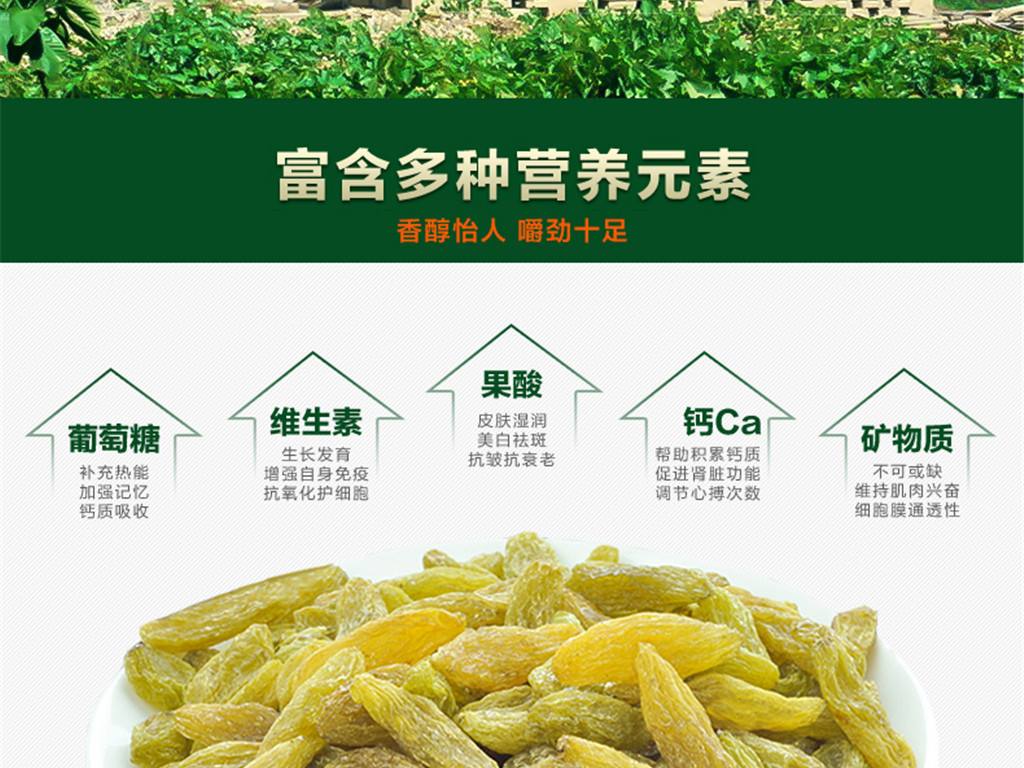 富含多种营养元素
香醇怡人 嚼劲十足
葡萄糖
补充热能
加强记忆
钙质吸收
维生素
生长发育
增强自身免疫
抗氧化护细胞
果酸
皮肤湿润
美白祛斑
抗皱抗衰老
钙Ca
帮助积累钙质
促进肾脏功能
调节心搏次数
矿物质
不可或缺
维持肌肉兴奋
细胞膜通透性